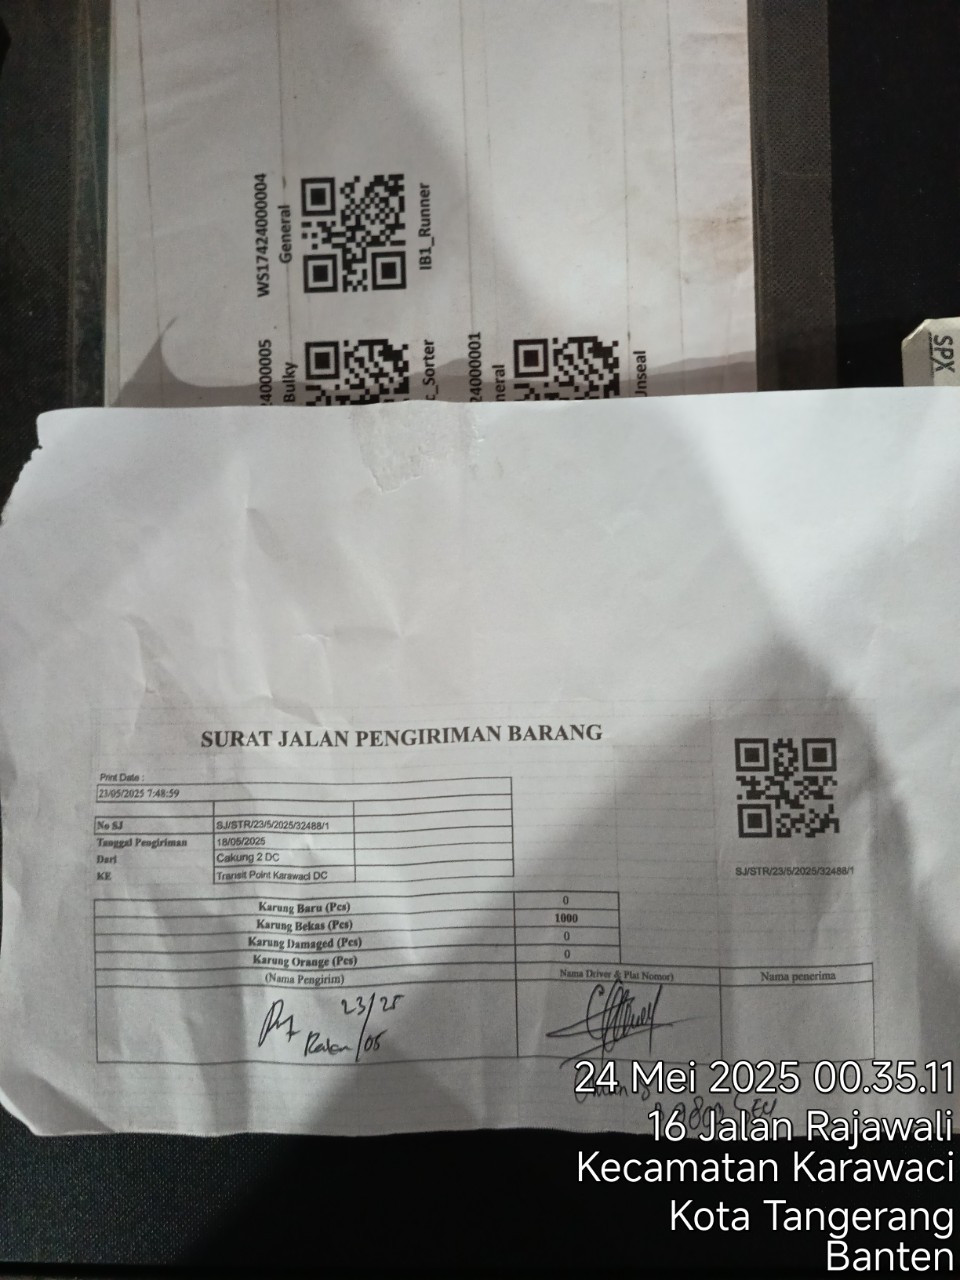 WS17424000004
General
IB1_Runner
24000005
Bulky
Sorter
24000001
neral
nseal
SPX
SURAT JALAN PENGIRIMAN BARANG
Print Date :
23/05/2025 7:48:59
No SJ SJ/STR/23/5/2025/32488/1
Tanggal Pengiriman 18/05/2025
Dari Cakung 2 DC
KE Transit Point Karawaci DC
SJ/STR/23/5/2025/32488/1
Karung Baru (Pcs) 0
Karung Bekas (Pcs) 1000
Karung Damaged (Pcs) 0
Karung Orange (Pcs) 0
(Nama Pengirim) Nama Driver & Plat Nomor) Nama penerima
23/25
/05
24 Mei 2025 00.35.11
16 Jalan Rajawali
Kecamatan Karawaci
Kota Tangerang
Banten